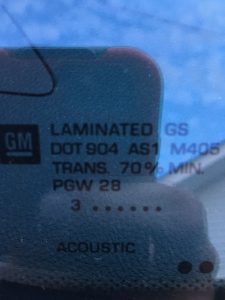 GM
LAMINATED GS
DOT 904 AS1 M405
TRANS. 70% MIN.
PGW 28
3 ......
ACOUSTIC